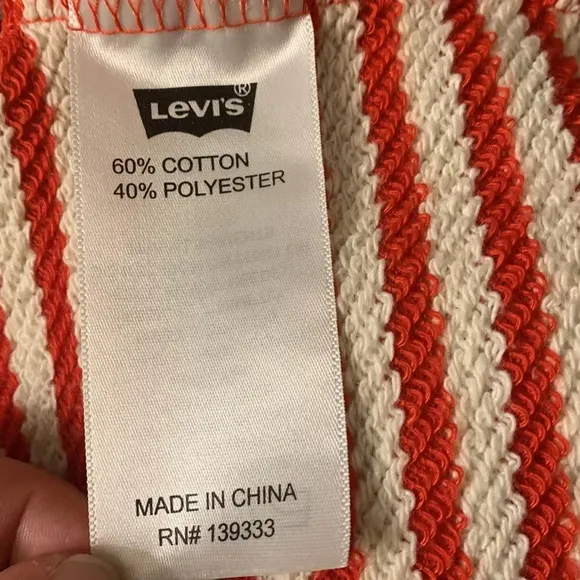 LEVI'S®
60% COTTON
40% POLYESTER
MADE IN CHINA
RN# 139333